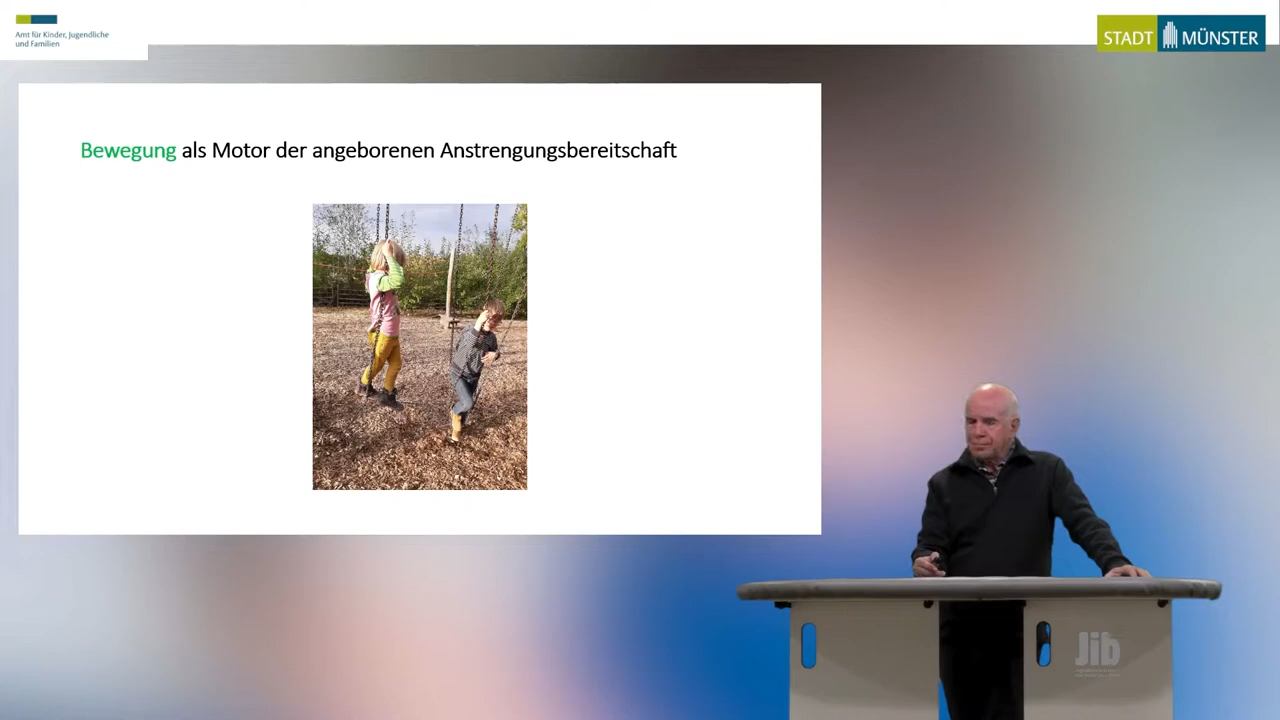 Amt für Kinder, Jugendliche
und Familien
STADT MÜNSTER
Bewegung als Motor der angeborenen Anstrengungsbereitschaft
Jib